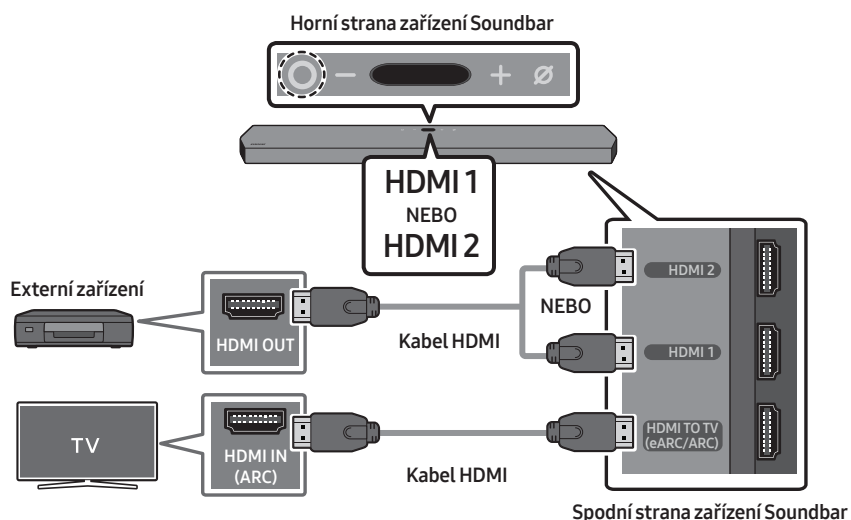 Horní strana zařízení Soundbar
HDMI 1
NEBO
HDMI 2
Externí zařízení
HDMI OUT
Kabel HDMI
NEBO
HDMI 2
HDMI 1
TV
HDMI IN
(ARC)
Kabel HDMI
HDMI TO TV
(eARC/ARC)
Spodní strana zařízení Soundbar